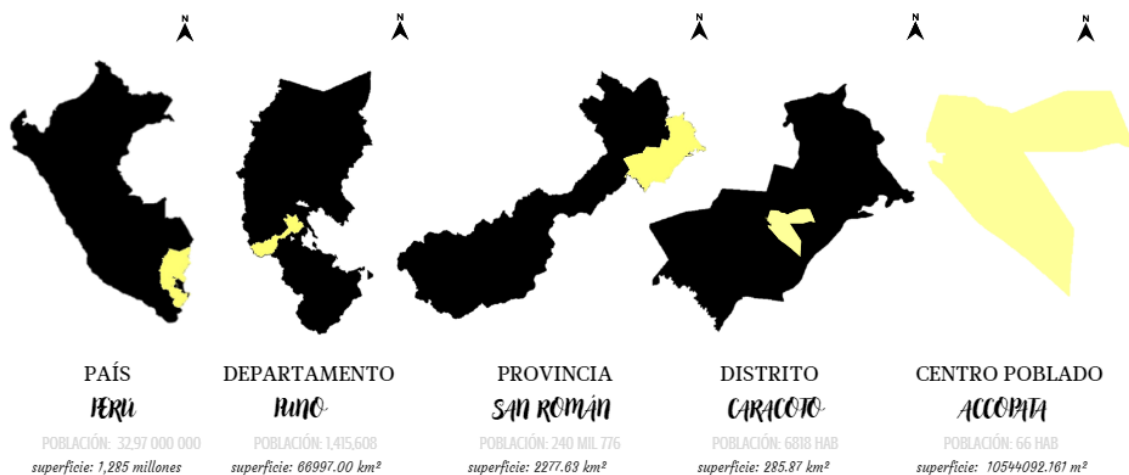 N N N N N
PAÍS DEPARTAMENTO PROVINCIA DISTRITO CENTRO POBLADO
PERÚ PUNO SAN ROMÁN CARACOTO ACCOPATA
POBLACIÓN: 32,97 000 000 POBLACIÓN: 1,415,608 POBLACIÓN: 240 MIL 776 POBLACIÓN: 6818 HAB POBLACIÓN: 66 HAB
superficie: 1,285 millones superficie: 66997.00 km² superficie: 2277.63 km² superficie: 285.87 km² superficie: 10544092.161 m²